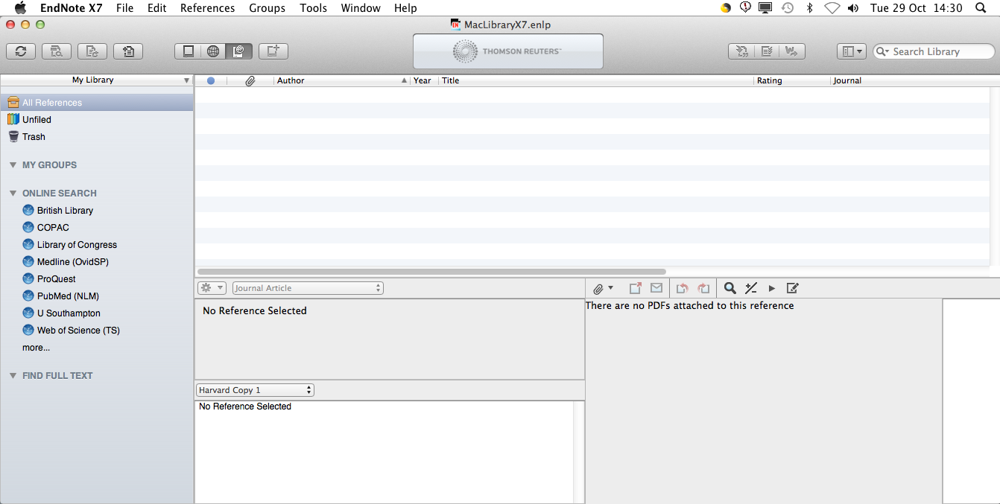 EndNote X7 File Edit References Groups Tools Window Help Tue 29 Oct 14:30
MacLibraryX7.enlp
THOMSON REUTERS™
Search Library
My Library
Author Year Title Rating Journal
All References
Unfiled
Trash
MY GROUPS
ONLINE SEARCH
British Library
COPAC
Library of Congress
Medline (OvidSP)
ProQuest
PubMed (NLM)
U Southampton
Web of Science (TS)
more...
FIND FULL TEXT
Journal Article
No Reference Selected
There are no PDFs attached to this reference
Harvard Copy 1
No Reference Selected